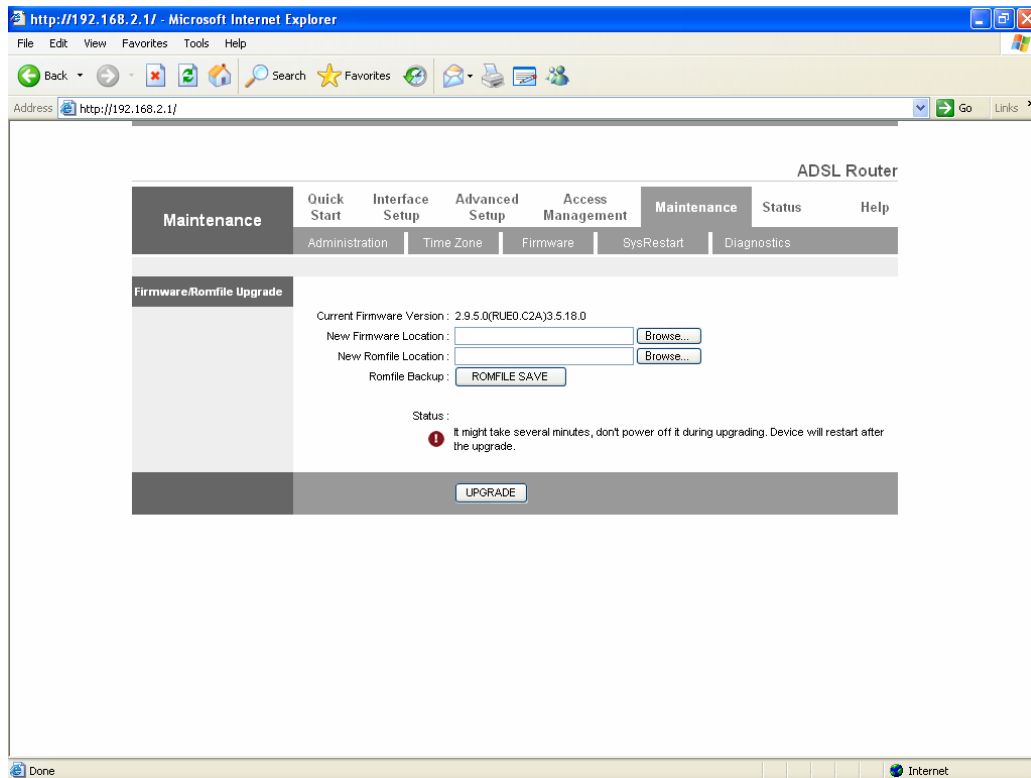 http://192.168.2.1/ - Microsoft Internet Explorer
File Edit View Favorites Tools Help
Back Search Favorites
Address http://192.168.2.1/ Go Links
ADSL Router
Maintenance
Quick Start Interface Setup Advanced Setup Access Management Maintenance Status Help
Administration Time Zone Firmware SysRestart Diagnostics
Firmware/Romfile Upgrade
Current Firmware Version : 2.9.5.0(RUE0.C2A)3.5.18.0
New Firmware Location : Browse...
New Romfile Location : Browse...
Romfile Backup : ROMFILE SAVE
Status :
It might take several minutes, don't power off it during upgrading. Device will restart after
the upgrade.
UPGRADE
Done Internet